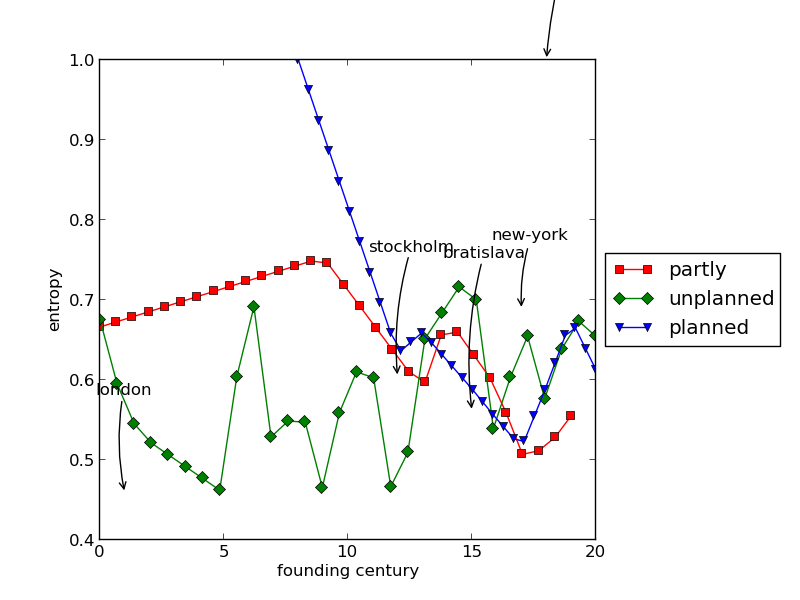 1.0
0.9
0.8
0.7
0.6
0.5
0.4
entropy
0
5
10
15
20
founding century
london
stockholm
bratislava
new-york
partly
unplanned
planned